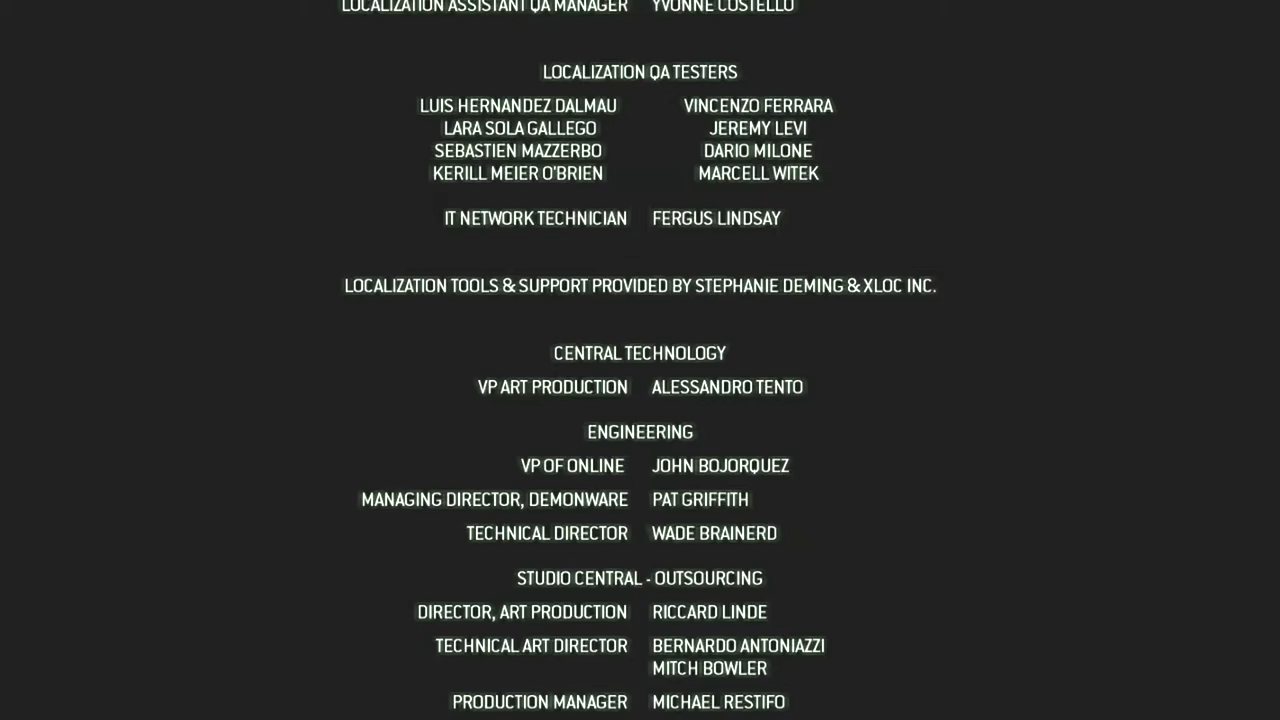 LOCALIZATION ASSISTANT QA MANAGER YVONNE COSTELLO
LOCALIZATION QA TESTERS
LUIS HERNANDEZ DALMAU VINCENZO FERRARA
LARA SOLA GALLEGO JEREMY LEVI
SEBASTIEN MAZZERBO DARIO MILONE
KERILL MEIER O'BRIEN MARCELL WITEK
IT NETWORK TECHNICIAN FERGUS LINDSAY
LOCALIZATION TOOLS & SUPPORT PROVIDED BY STEPHANIE DEMING & XLOC INC.
CENTRAL TECHNOLOGY
VP ART PRODUCTION ALESSANDRO TENTO
ENGINEERING
VP OF ONLINE JOHN BOJORQUEZ
MANAGING DIRECTOR, DEMONWARE PAT GRIFFITH
TECHNICAL DIRECTOR WADE BRAINERD
STUDIO CENTRAL - OUTSOURCING
DIRECTOR, ART PRODUCTION RICCARD LINDE
TECHNICAL ART DIRECTOR BERNARDO ANTONIAZZI
MITCH BOWLER
PRODUCTION MANAGER MICHAEL RESTIFO